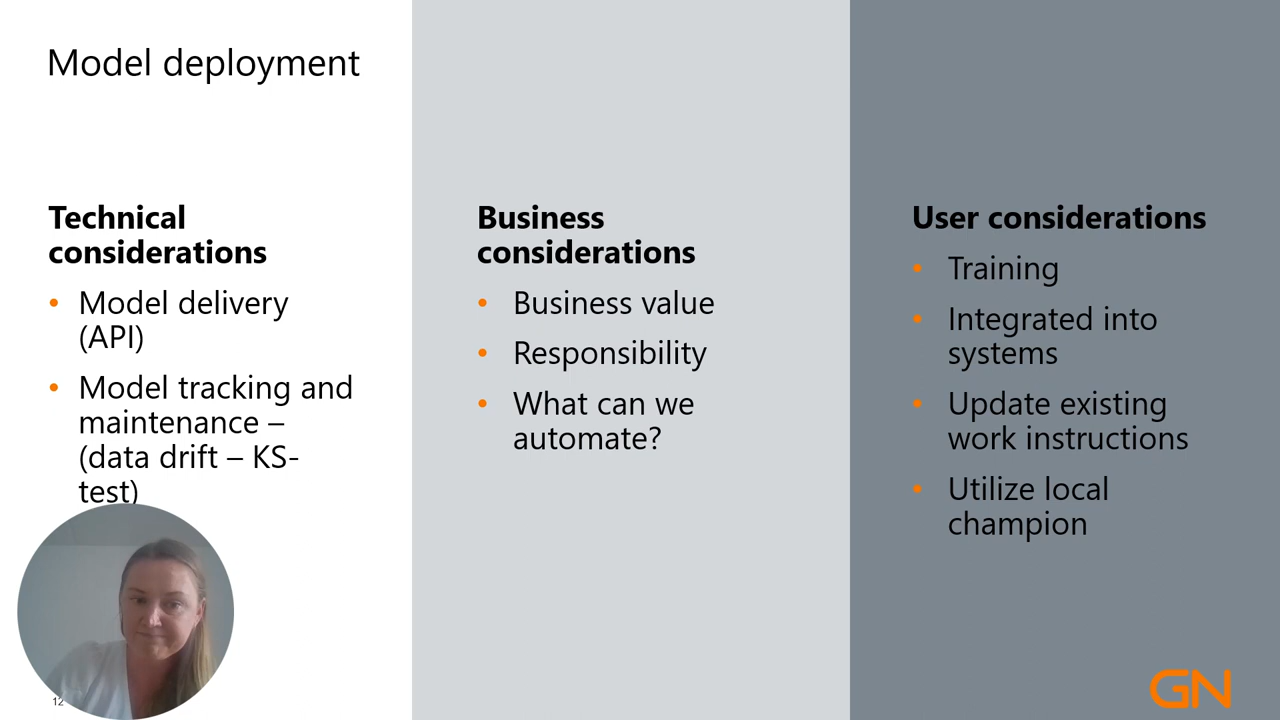 Model deployment
Technical
considerations
• Model delivery
(API)
• Model tracking and
maintenance –
(data drift – KS-
test)
Business
considerations
• Business value
• Responsibility
• What can we
automate?
User considerations
• Training
• Integrated into
systems
• Update existing
work instructions
• Utilize local
champion
12
GN